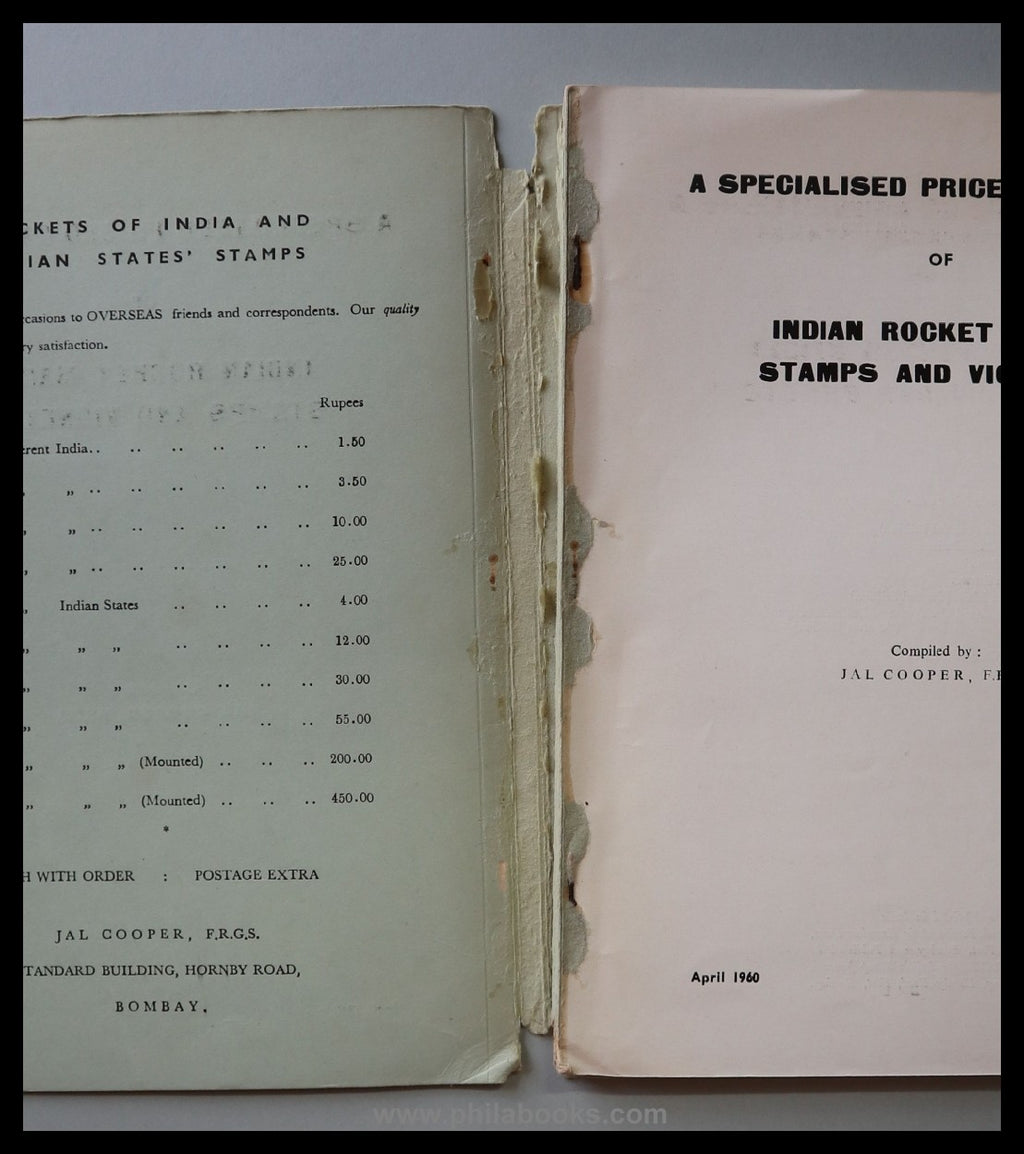 CKETS OF INDIA AND
IAN STATES' STAMPS
casions to OVERSEAS friends and correspondents. Our quality
ry satisfaction.
Rupees
rent India.. .. .. .. .. .. 1.50
„ .. .. .. .. .. .. 3.50
„ .. .. .. .. .. .. 10.00
„ .. .. .. .. .. .. 25.00
„ Indian States .. .. .. .. 4.00
„ „ „ .. .. .. .. 12.00
„ „ „ .. .. .. .. 30.00
„ „ „ .. .. .. .. 55.00
„ „ „ (Mounted) .. .. .. 200.00
„ „ „ (Mounted) .. .. .. 450.00
*
H WITH ORDER : POSTAGE EXTRA
JAL COOPER, F.R.G.S.
TANDARD BUILDING, HORNBY ROAD,
BOMBAY.
A SPECIALISED PRICE
OF
INDIAN ROCKET
STAMPS AND VIG
Compiled by :
JAL COOPER, F.R
April 1960
www.philabooks.com